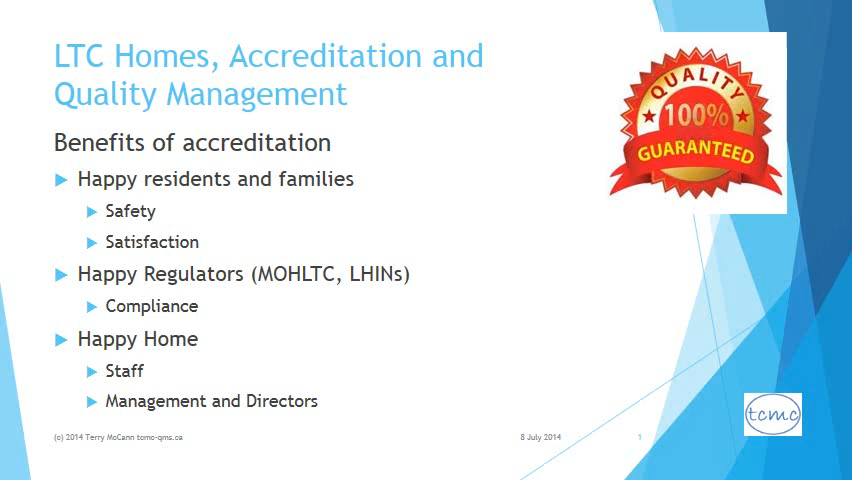 LTC Homes, Accreditation and
Quality Management
Benefits of accreditation
Happy residents and families
Safety
Satisfaction
Happy Regulators (MOHLTC, LHINs)
Compliance
Happy Home
Staff
Management and Directors
QUALITY
100%
GUARANTEED
tcmc
(c) 2014 Terry McCann tcmc-qms.ca
8 July 2014
1